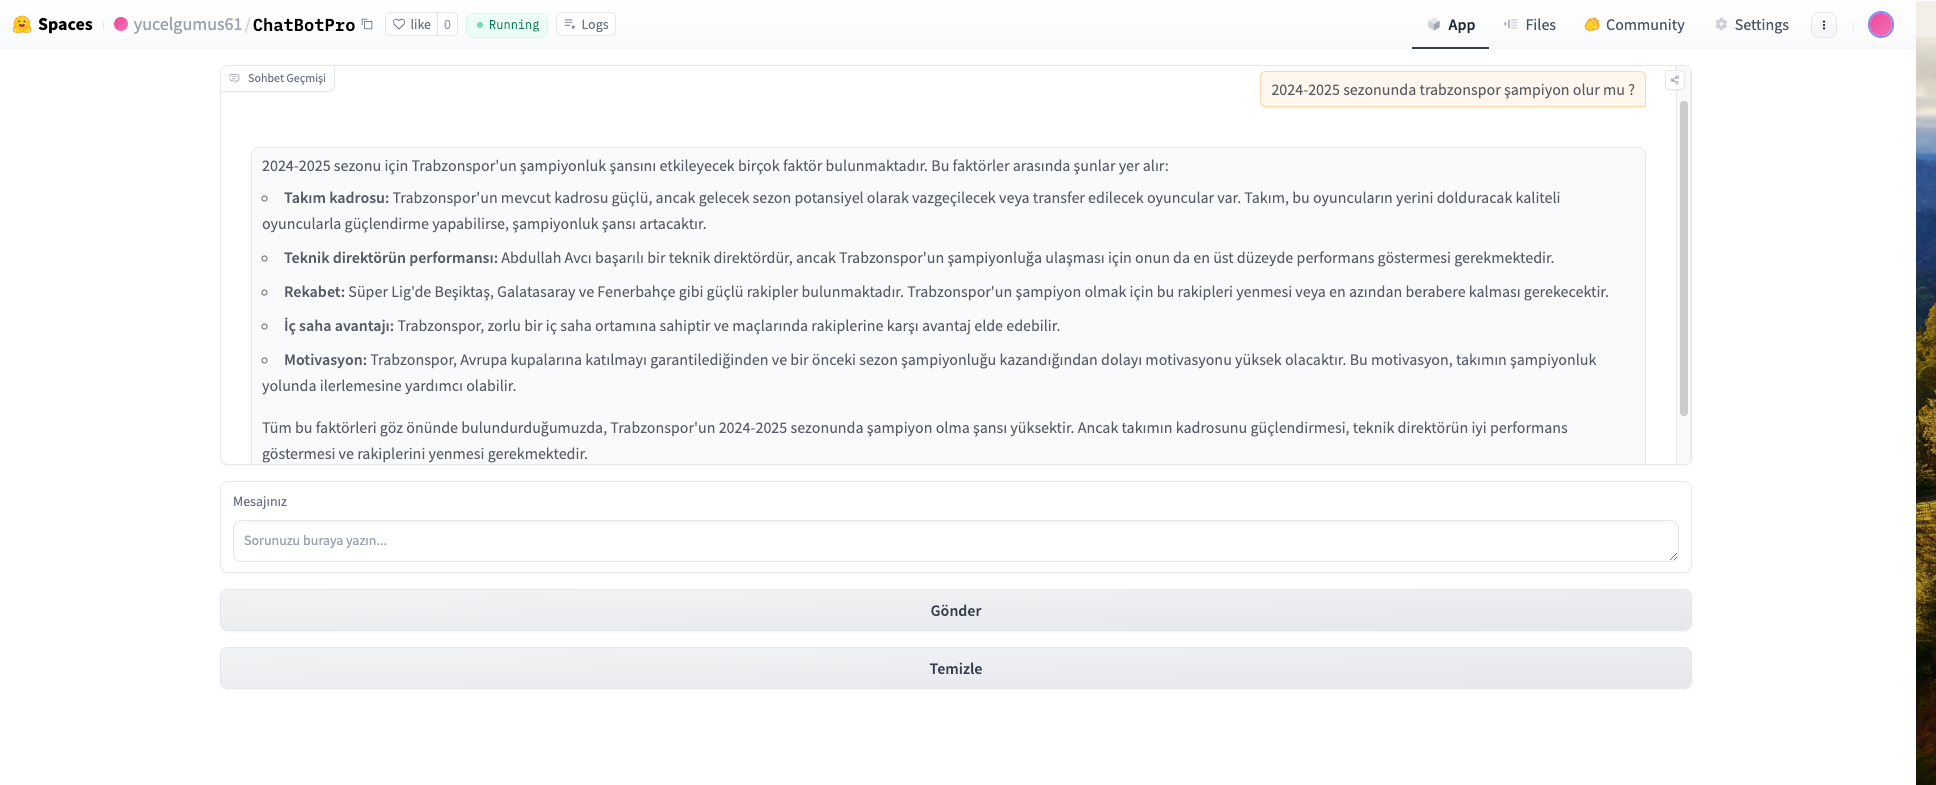 Spaces yucelgumus61/ChatBotPro like 0 Running Logs App Files Community Settings
Sohbet Geçmişi
2024-2025 sezonunda trabzonspor şampiyon olur mu ?
2024-2025 sezonu için Trabzonspor'un şampiyonluk şansını etkileyecek birçok faktör bulunmaktadır. Bu faktörler arasında şunlar yer alır:
Takım kadrosu: Trabzonspor'un mevcut kadrosu güçlü, ancak gelecek sezon potansiyel olarak vazgeçilecek veya transfer edilecek oyuncular var. Takım, bu oyuncuların yerini dolduracak kaliteli
oyuncularla güçlendirme yapabilirse, şampiyonluk şansı artacaktır.
Teknik direktörün performansı: Abdullah Avcı başarılı bir teknik direktördür, ancak Trabzonspor'un şampiyonluğa ulaşması için onun da en üst düzeyde performans göstermesi gerekmektedir.
Rekabet: Süper Lig'de Beşiktaş, Galatasaray ve Fenerbahçe gibi güçlü rakipler bulunmaktadır. Trabzonspor'un şampiyon olmak için bu rakipleri yenmesi veya en azından berabere kalması gerekecektir.
İç saha avantajı: Trabzonspor, zorlu bir iç saha ortamına sahiptir ve maçlarında rakiplerine karşı avantaj elde edebilir.
Motivasyon: Trabzonspor, Avrupa kupalarına katılmayı garantilediğinden ve bir önceki sezon şampiyonluğu kazandığından dolayı motivasyonu yüksek olacaktır. Bu motivasyon, takımın şampiyonluk
yolunda ilerlemesine yardımcı olabilir.
Tüm bu faktörleri göz önünde bulundurduğumuzda, Trabzonspor'un 2024-2025 sezonunda şampiyon olma şansı yüksektir. Ancak takımın kadrosunu güçlendirmesi, teknik direktörün iyi performans
göstermesi ve rakiplerini yenmesi gerekmektedir.
Mesajınız
Sorunuzu buraya yazın...
Gönder
Temizle